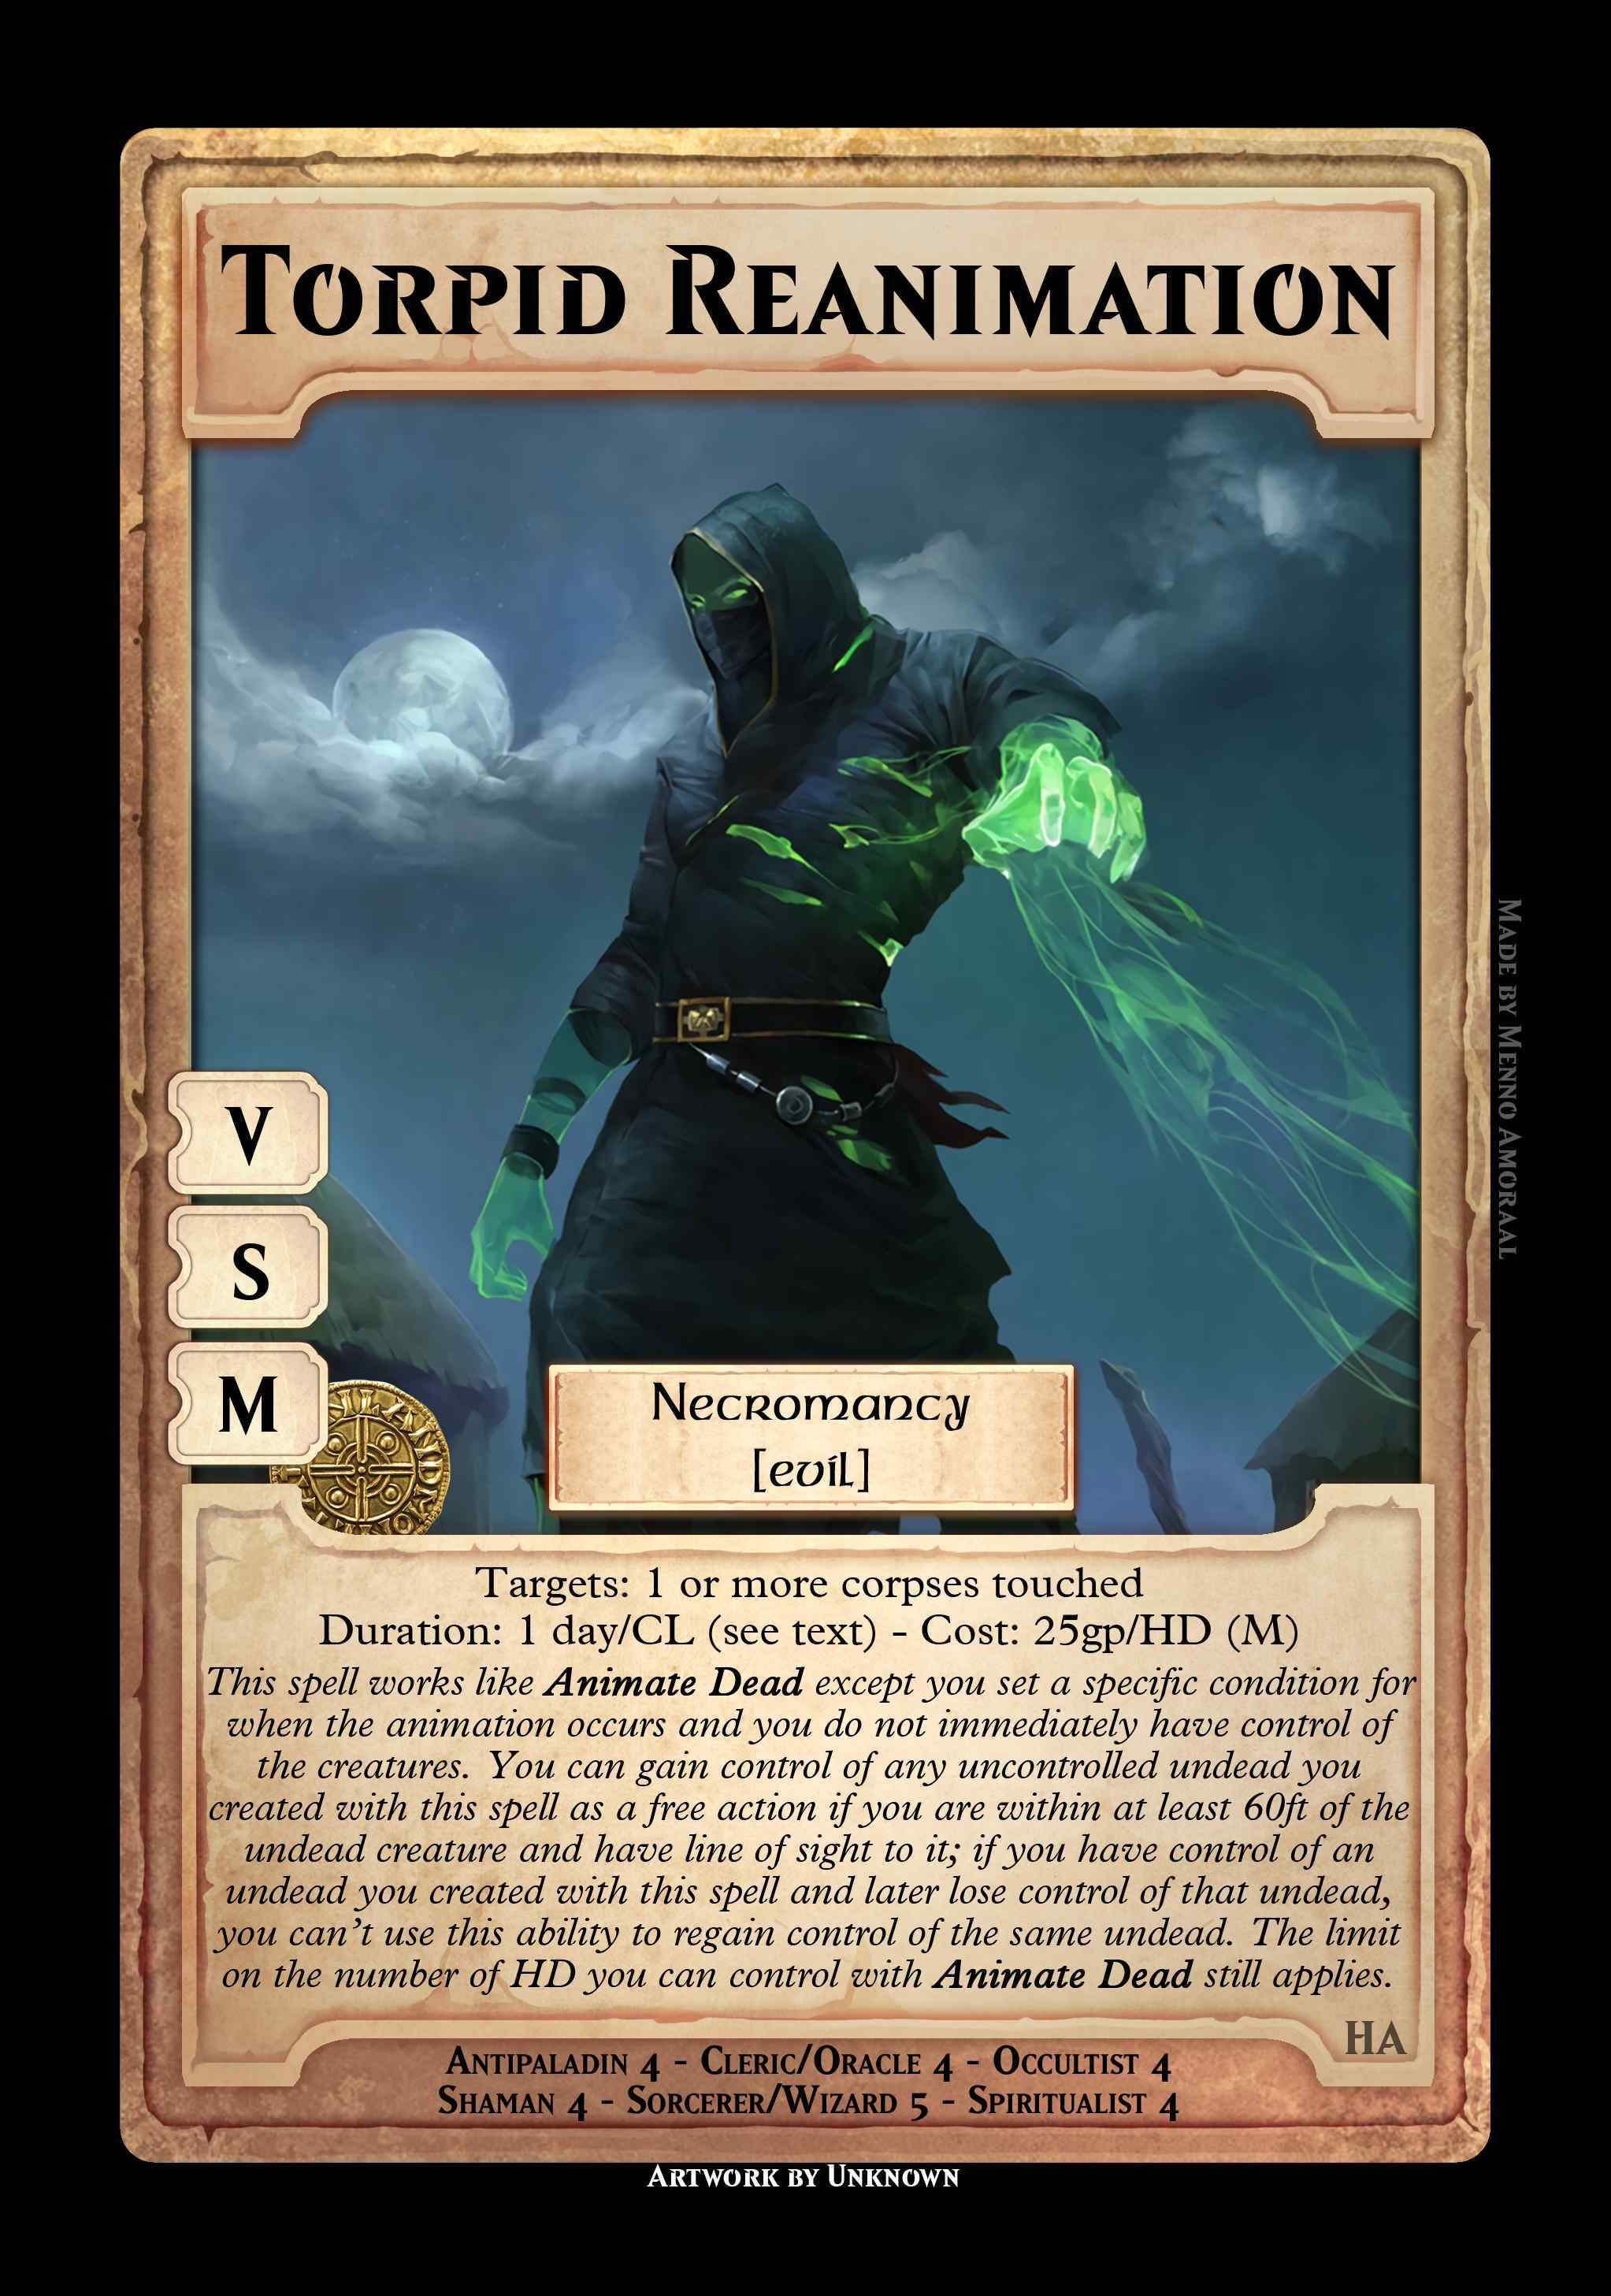 Torpid Reanimation
V
S
M
Necromancy
[evil]
Targets: 1 or more corpses touched
Duration: 1 day/CL (see text) - Cost: 25gp/HD (M)
This spell works like Animate Dead except you set a specific condition for
when the animation occurs and you do not immediately have control of
the creatures. You can gain control of any uncontrolled undead you
created with this spell as a free action if you are within at least 60ft of the
undead creature and have line of sight to it; if you have control of an
undead you created with this spell and later lose control of that undead,
you can't use this ability to regain control of the same undead. The limit
on the number of HD you can control with Animate Dead still applies.
HA
Antipaladin 4 - Cleric/Oracle 4 - Occultist 4
Shaman 4 - Sorcerer/Wizard 5 - Spiritualist 4
Artwork by Unknown
Made by Menno Amoraal